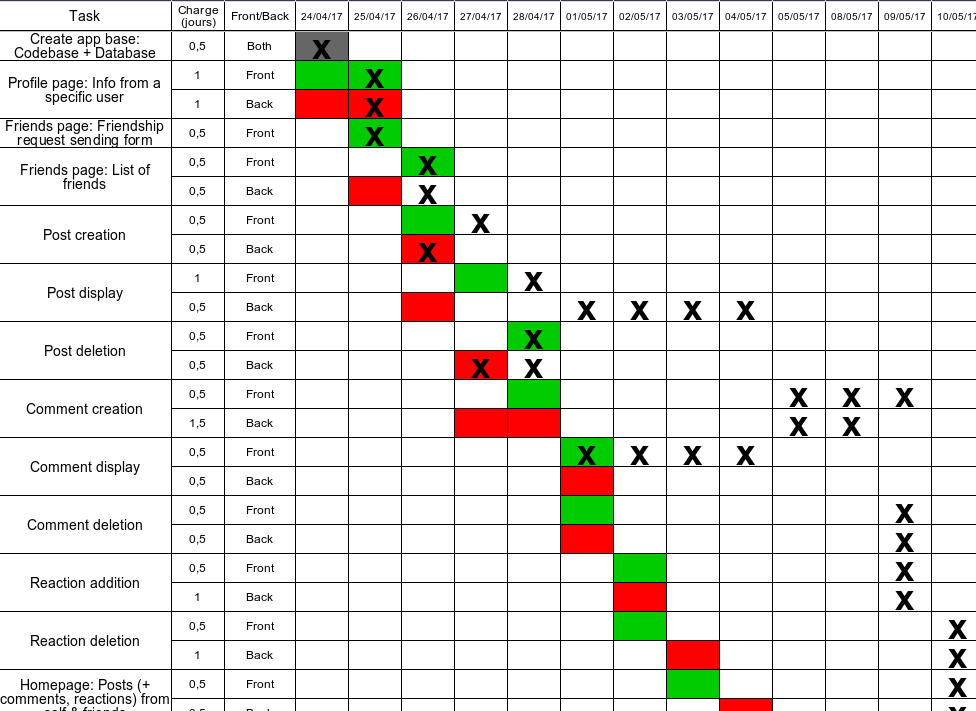 Task Charge (jours) Front/Back 24/04/17 25/04/17 26/04/17 27/04/17 28/04/17 01/05/17 02/05/17 03/05/17 04/05/17 05/05/17 08/05/17 09/05/17 10/05/17
Create app base:
Codebase + Database
0,5 Both X
Profile page: Info from a
specific user
1 Front X
1 Back X
Friends page: Friendship
request sending form
0,5 Front X
Friends page: List of
friends
0,5 Front X
0,5 Back X
Post creation
0,5 Front X
0,5 Back X
Post display
1 Front X
0,5 Back X X X X
Post deletion
0,5 Front X
0,5 Back X X
Comment creation
0,5 Front X X X
1,5 Back X X
Comment display
0,5 Front X X X X
0,5 Back
Comment deletion
0,5 Front X
0,5 Back X
Reaction addition
0,5 Front X
1 Back X
Reaction deletion
0,5 Front X
1 Back X
Homepage: Posts (+
comments, reactions) from
self & friends
0,5 Front X
0,5 Back X